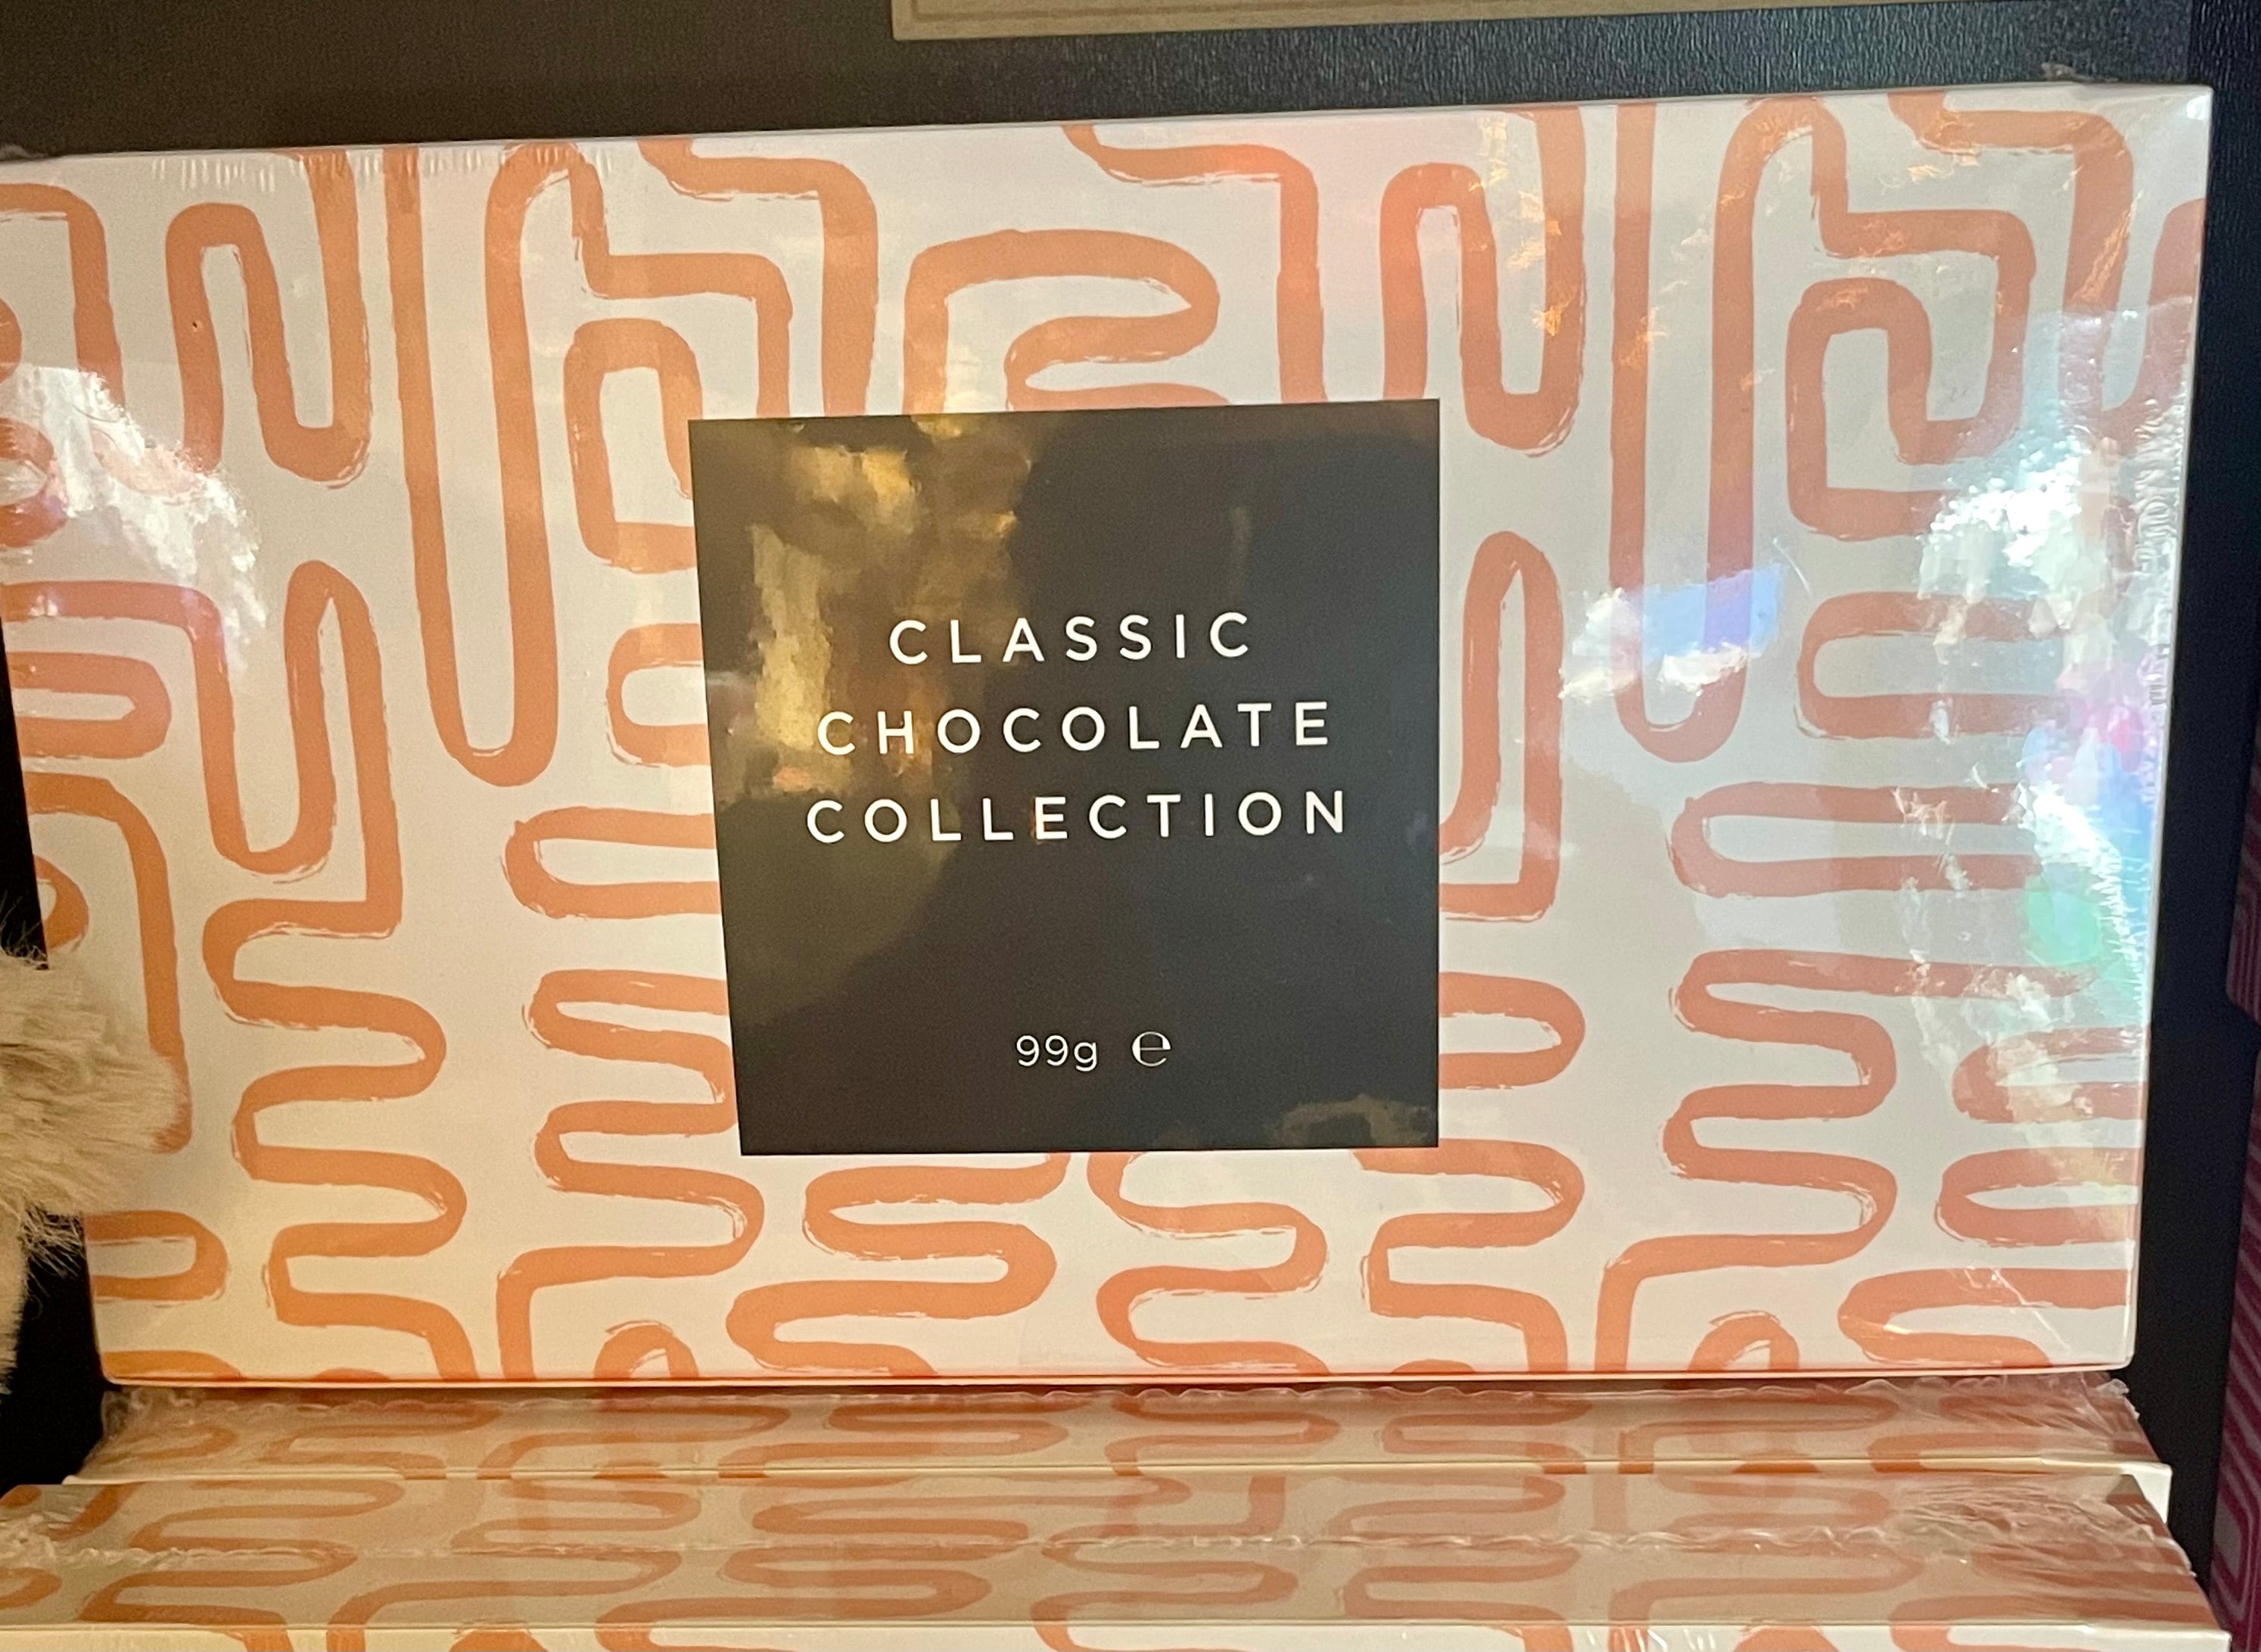 CLASSIC
CHOCOLATE
COLLECTION
99g ℮